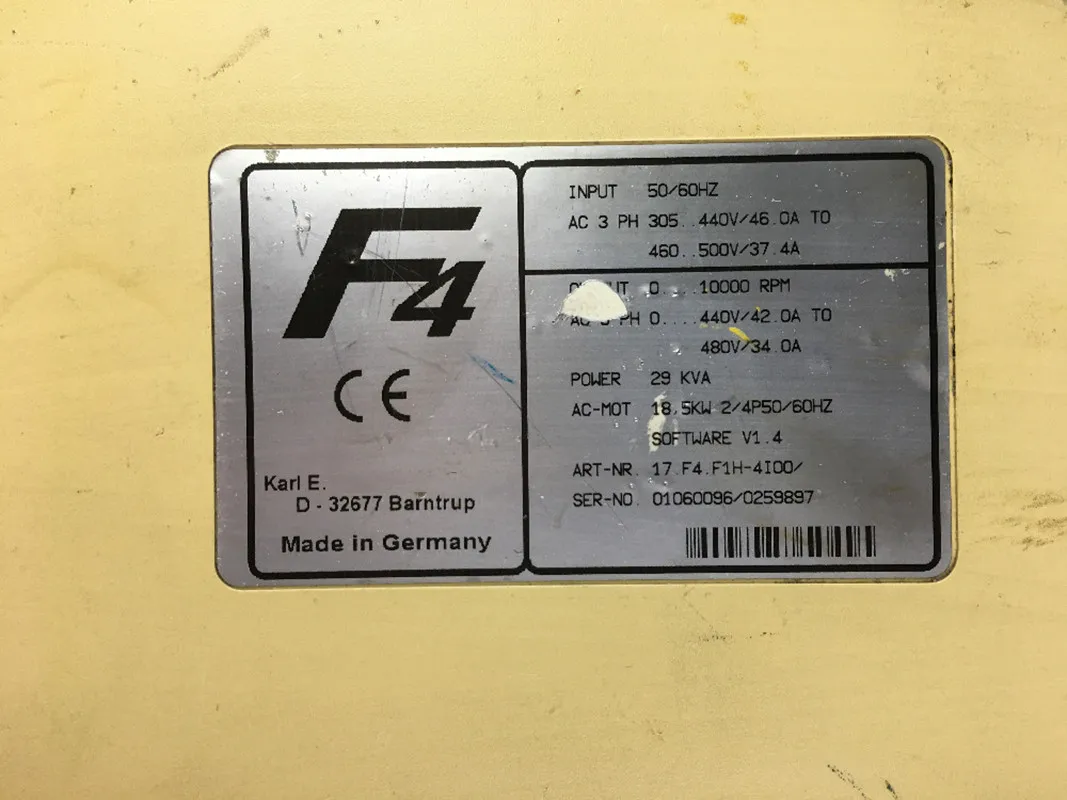 F4
CE
Karl E.
D - 32677 Barntrup
Made in Germany
INPUT 50/60HZ
AC 3 PH 305..440V/46.0A TO
460..500V/37.4A
0....10000 RPM
PH 0....440V/42.0A TO
480V/34.0A
POWER 29 KVA
AC-MOT 18.5KW 2/4P50/60HZ
SOFTWARE V1.4
ART-NR. 17.F4.F1H-4I00/
SER-NO. 01060096/0259897